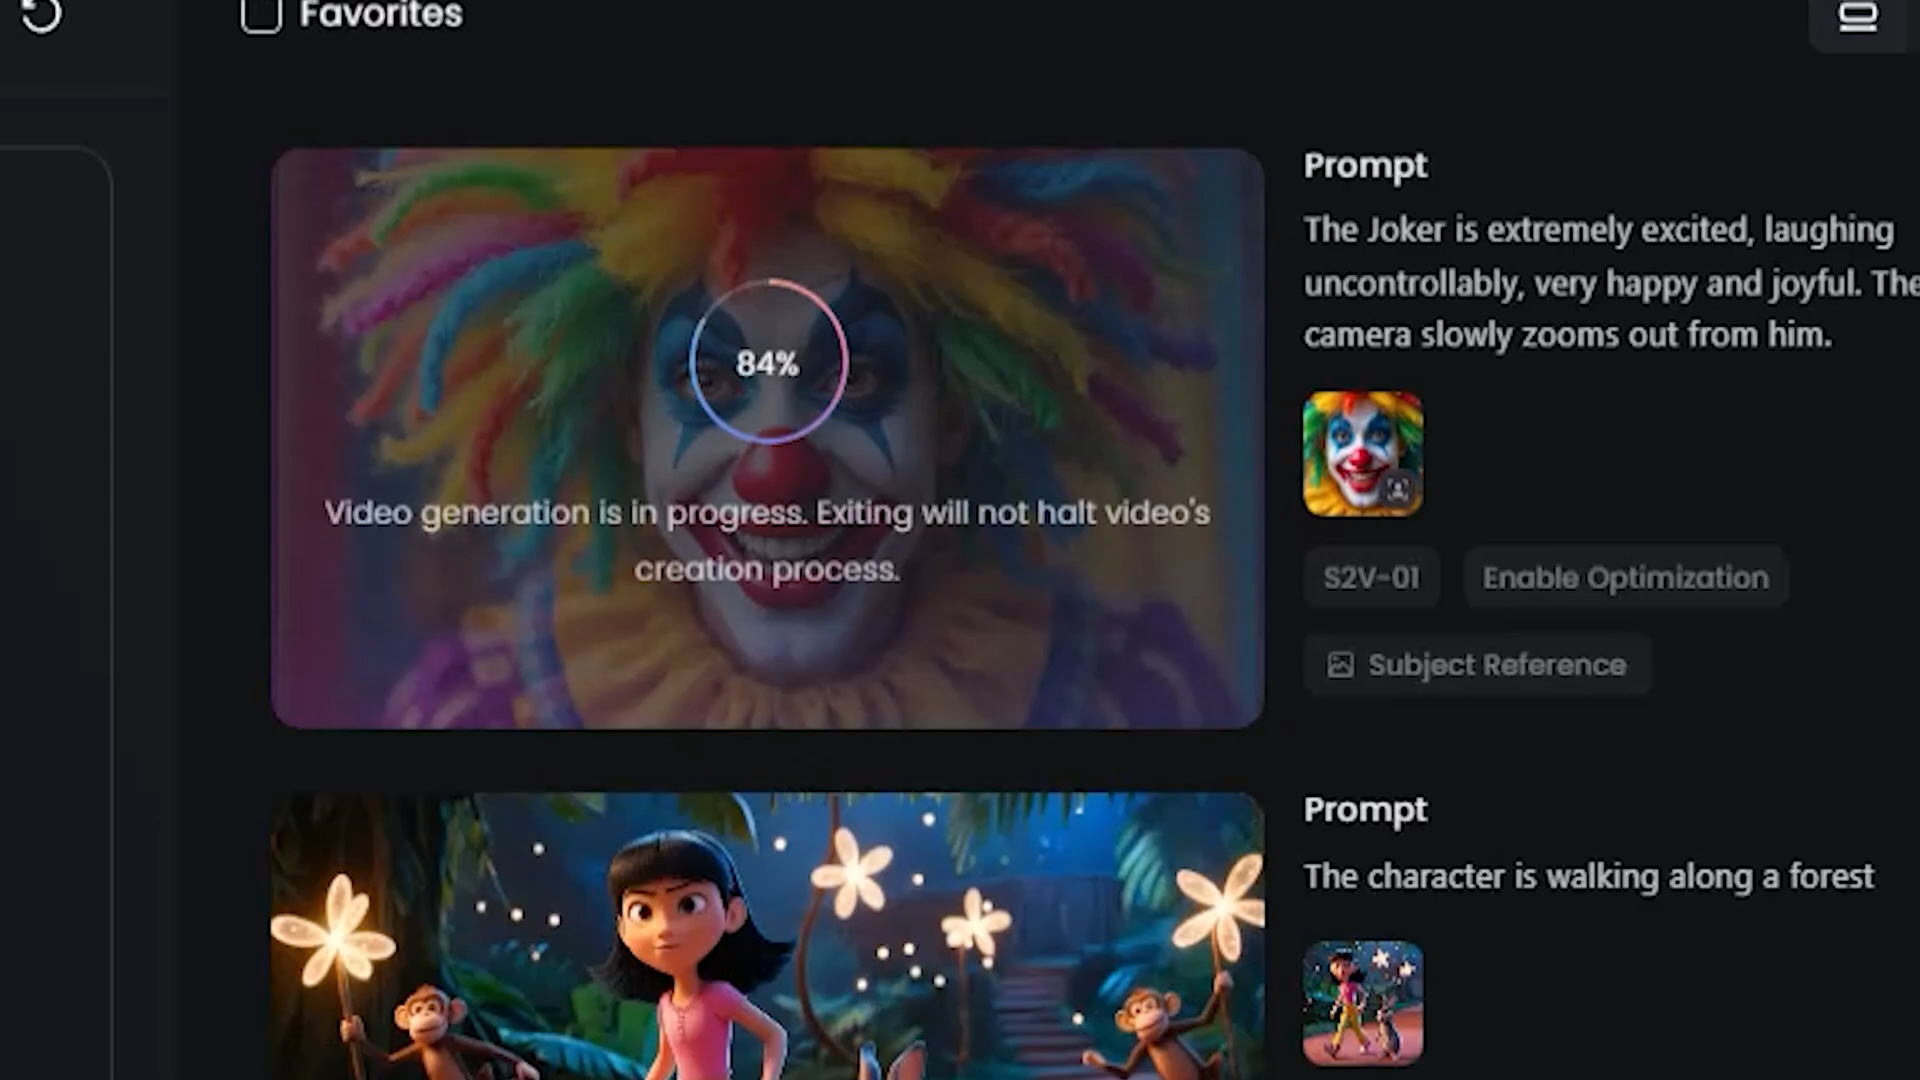 Favorites
84%
Video generation is in progress. Exiting will not halt video's
creation process.
Prompt
The Joker is extremely excited, laughing
uncontrollably, very happy and joyful. The
camera slowly zooms out from him.
S2V-01
Enable Optimization
Subject Reference
Prompt
The character is walking along a forest